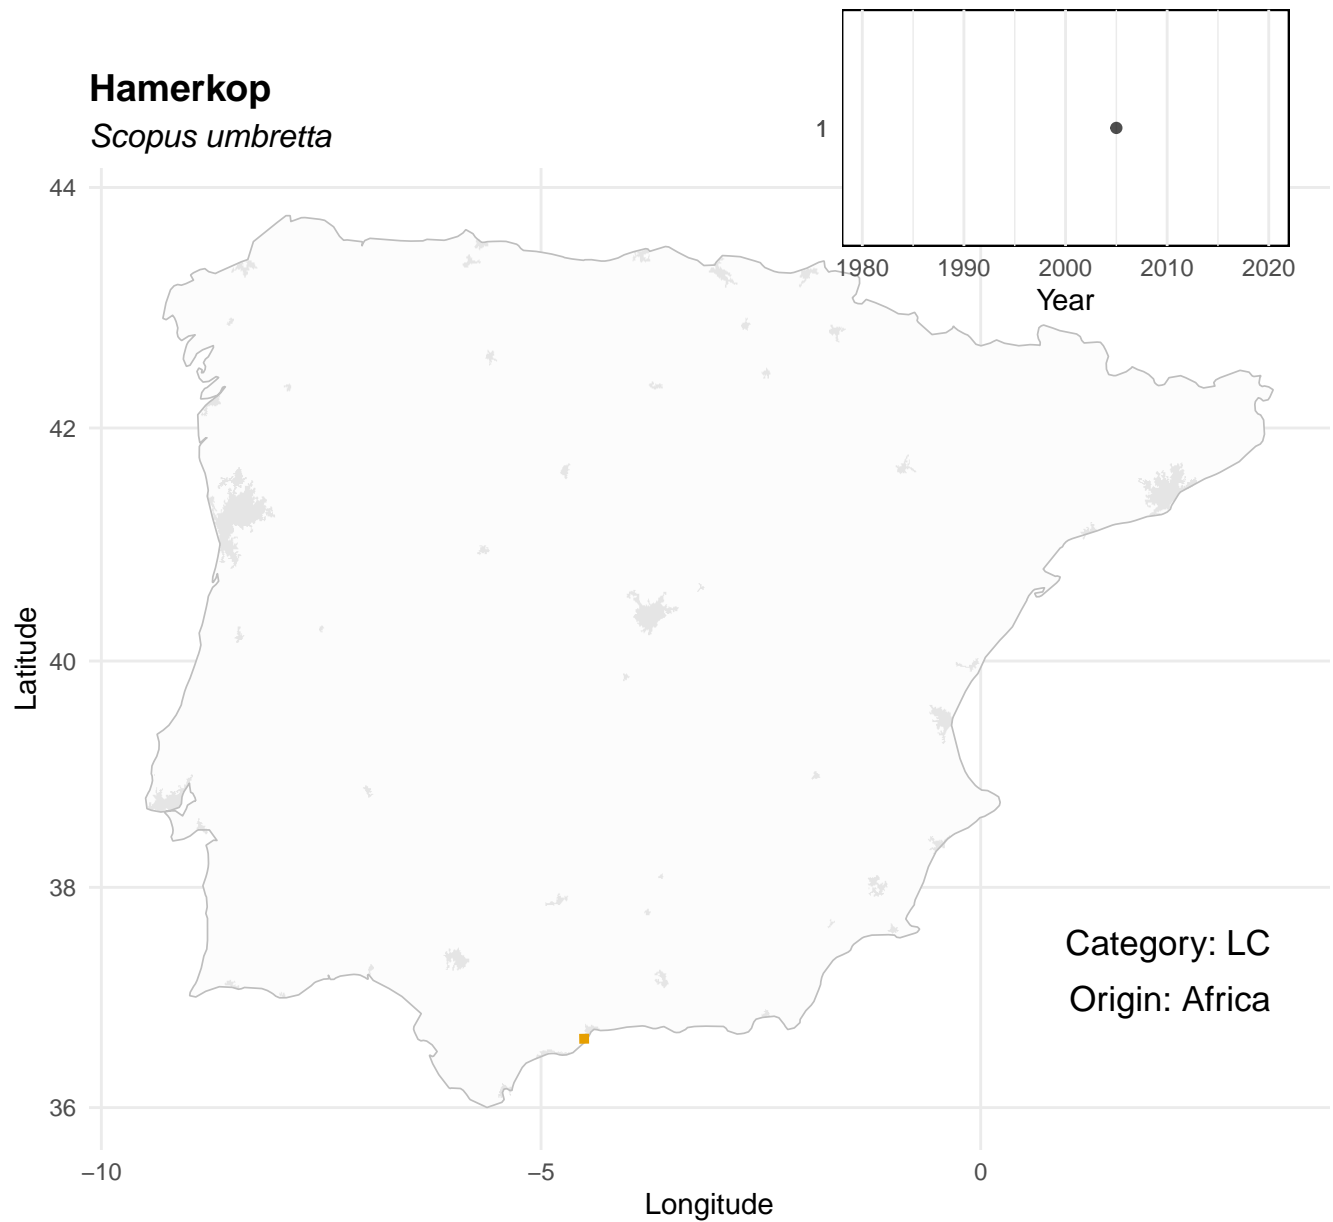 Hamerkop
Scopus umbretta
1
1980 1990 2000 2010 2020
Year
44
42
40
38
36
Latitude
Category: LC
Origin: Africa
−10 −5 0
Longitude